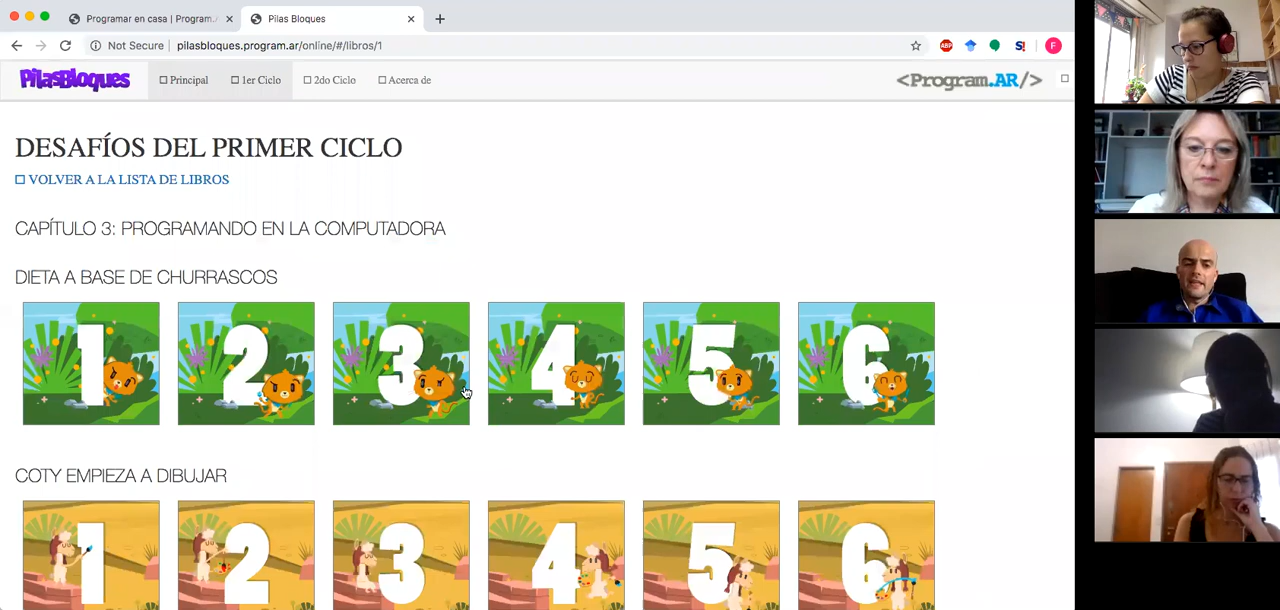 Programar en casa | Program.
Pilas Bloques
Not Secure | pilasbloques.program.ar/online/#/libros/1
ABP
S!
F
PilasBloques
Principal
1er Ciclo
2do Ciclo
Acerca de
<Program.AR/>
DESAFÍOS DEL PRIMER CICLO
VOLVER A LA LISTA DE LIBROS
CAPÍTULO 3: PROGRAMANDO EN LA COMPUTADORA
DIETA A BASE DE CHURRASCOS
1 2 3 4 5 6
COTY EMPIEZA A DIBUJAR
1 2 3 4 5 6